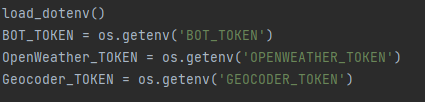 load_dotenv()
BOT_TOKEN = os.getenv('BOT_TOKEN')
OpenWeather_TOKEN = os.getenv('OPENWEATHER_TOKEN')
Geocoder_TOKEN = os.getenv('GEOCODER_TOKEN')